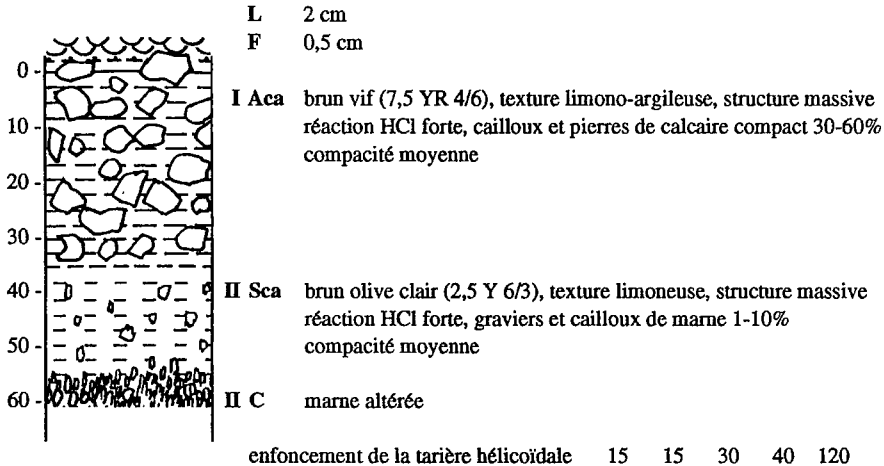 L 2 cm
F 0,5 cm
0 -
I Aca brun vif (7,5 YR 4/6), texture limono-argileuse, structure massive
10 - réaction HCl forte, cailloux et pierres de calcaire compact 30-60%
compacité moyenne
20 -
30 -
40 - II Sca brun olive clair (2,5 Y 6/3), texture limoneuse, structure massive
réaction HCl forte, graviers et cailloux de marne 1-10%
50 - compacité moyenne
60 - II C marne altérée
enfoncement de la tarière hélicoïdale 15 15 30 40 120